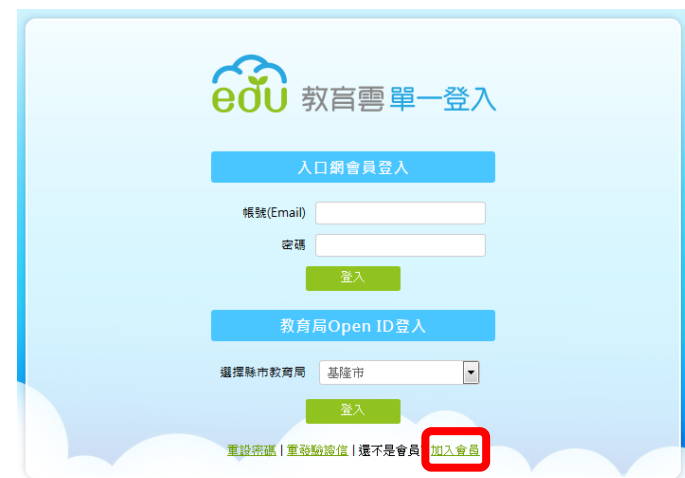 edu 教育雲單一登入
入口網會員登入
帳號(Email)
密碼
登入
教育局Open ID登入
選擇縣市教育局 基隆市
登入
重設密碼 | 重發驗證信 | 還不是會員 加入會員